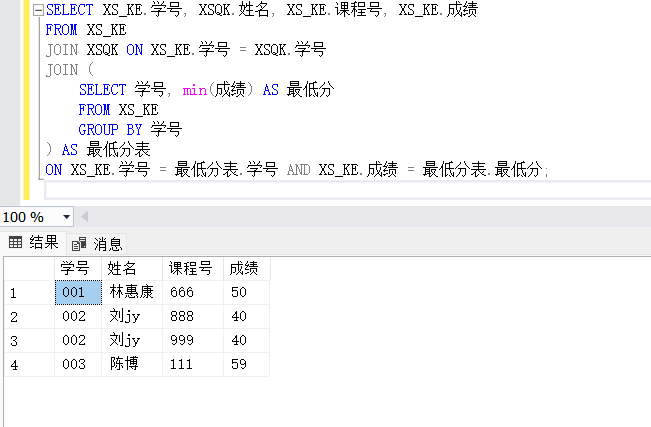 SELECT XS_KE.学号, XSQK.姓名, XS_KE.课程号, XS_KE.成绩
FROM XS_KE
JOIN XSQK ON XS_KE.学号 = XSQK.学号
JOIN (
SELECT 学号, min(成绩) AS 最低分
FROM XS_KE
GROUP BY 学号
) AS 最低分表
ON XS_KE.学号 = 最低分表.学号 AND XS_KE.成绩 = 最低分表.最低分;
100 %
结果 消息
学号 姓名 课程号 成绩
1 001 林惠康 666 50
2 002 刘jy 888 40
3 002 刘jy 999 40
4 003 陈博 111 59